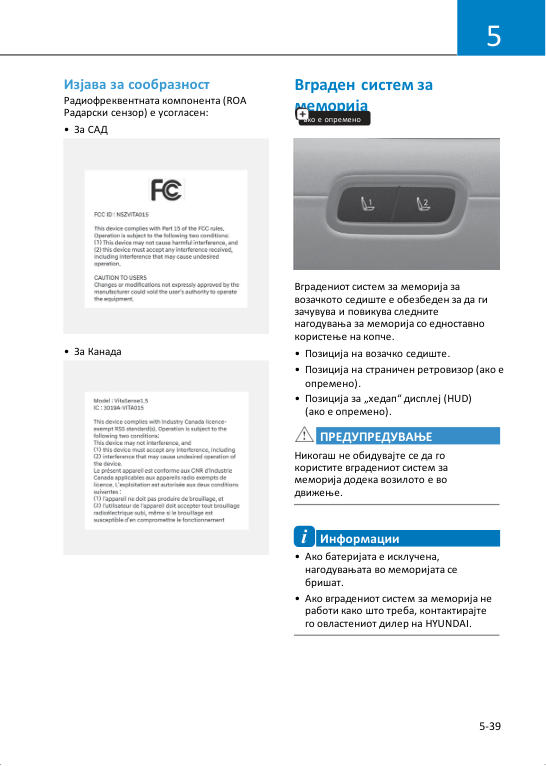 5
Изјава за сообразност
Радиофреквентната компонента (ROA
Радарски сензор) е усогласен:
• За САД
FC
FCC ID : NSZVITA015
This device complies with Part 15 of the FCC rules,
Operation is subject to the following two conditions:
(1) This device may not cause harmful interference, and
(2) this device must accept any interference received,
including interference that may cause undesired
operation.
CAUTION TO USERS
Changes or modifications not expressly approved by the
manufacturer could void the user's authority to operate
the equipment.
• За Канада
Model : VitaSense1.5
IC : 3019A-VITA015
This device complies with Industry Canada licence-
exempt RSS standard(s). Operation is subject to the
following two conditions:
This device may not interference, and
(1) this device must accept any interference, including
(2) interference that may cause undesired operation of
the device.
Le présent appareil est conforme aux CNR d'Industrie
Canada applicables aux appareils radio exempts de
licence. L'exploitation est autorisée aux deux conditions
suivantes :
(1) l'appareil ne doit pas produire de brouillage, et
(2) l'utilisateur de l'appareil doit accepter tout brouillage
radioélectrique subi, même si le brouillage est
susceptible d'en compromettre le fonctionnement
Вграден систем за
меморија
ако е опремено
1
2
Вградениот систем за меморија за
возачкото седиште е обезбеден за да ги
зачувува и повикува следните
нагодувања за меморија со едноставно
користење на копче.
• Позиција на возачко седиште.
• Позиција на страничен ретровизор (ако е
опремено).
• Позиција за „хедап“ дисплеј (HUD)
(ако е опремено).
ПРЕДУПРЕДУВАЊЕ
Никогаш не обидувајте се да го
користите вградениот систем за
меморија додека возилото е во
движење.
i Информации
• Ако батеријата е исклучена,
нагодувањата во меморијата се
бришат.
• Ако вградениот систем за меморија не
работи како што треба, контактирајте
го овластениот дилер на HYUNDAI.
5-39